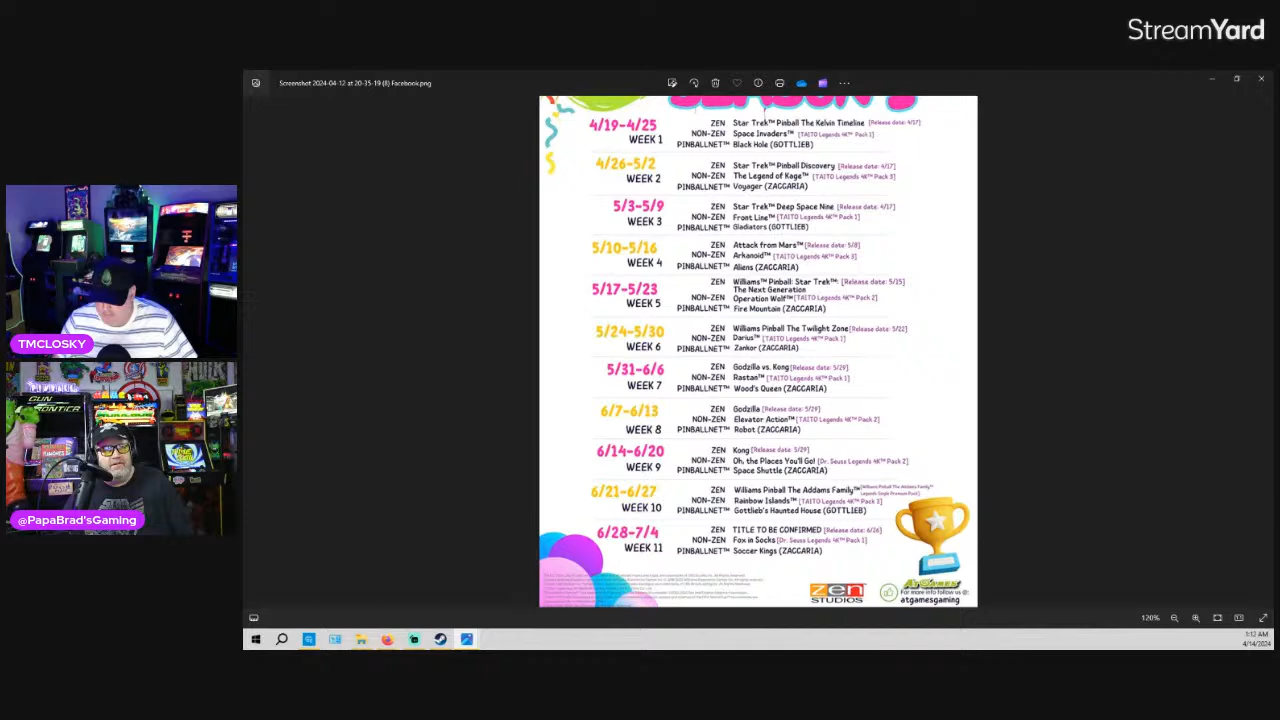 StreamYard
Screenshot 2024-04-12 at 20-35-19 (8) Facebook.png
4/19-4/25
WEEK 1
ZEN Star Trek™ Pinball The Kelvin Timeline [Release date: 4/17]
NON-ZEN Space Invaders™ [TAITO Legends 4K™ Pack 1]
PINBALLNET™ Black Hole (GOTTLIEB)
4/26-5/2
WEEK 2
ZEN Star Trek™ Pinball Discovery [Release date: 4/17]
NON-ZEN The Legend of Kage™ [TAITO Legends 4K™ Pack 3]
PINBALLNET™ Voyager (ZACCARIA)
5/3-5/9
WEEK 3
ZEN Star Trek™ Deep Space Nine [Release date: 4/17]
NON-ZEN Front Line™ [TAITO Legends 4K™ Pack 1]
PINBALLNET™ Gladiators (GOTTLIEB)
5/10-5/16
WEEK 4
ZEN Attack from Mars™ [Release date: 5/8]
NON-ZEN Arkanoid™ [TAITO Legends 4K™ Pack 3]
PINBALLNET™ Aliens (ZACCARIA)
5/17-5/23
WEEK 5
ZEN Williams™ Pinball: Star Trek™: [Release date: 5/15]
The Next Generation
NON-ZEN Operation Wolf™ [TAITO Legends 4K™ Pack 2]
PINBALLNET™ Fire Mountain (ZACCARIA)
5/24-5/30
WEEK 6
ZEN Williams Pinball The Twilight Zone [Release date: 5/22]
NON-ZEN Darius™ [TAITO Legends 4K™ Pack 1]
PINBALLNET™ Zankor (ZACCARIA)
5/31-6/6
WEEK 7
ZEN Godzilla vs. Kong [Release date: 5/29]
NON-ZEN Rastan™ [TAITO Legends 4K™ Pack 1]
PINBALLNET™ Wood's Queen (ZACCARIA)
6/7-6/13
WEEK 8
ZEN Godzilla [Release date: 5/29]
NON-ZEN Elevator Action™ [TAITO Legends 4K™ Pack 2]
PINBALLNET™ Robot (ZACCARIA)
6/14-6/20
WEEK 9
ZEN Kong [Release date: 5/29]
NON-ZEN Oh, the Places You'll Go! [Dr. Seuss Legends 4K™ Pack 2]
PINBALLNET™ Space Shuttle (ZACCARIA)
6/21-6/27
WEEK 10
ZEN Williams Pinball The Addams Family™ [Williams Pinball The Addams Family™
Legends Single Premium Pack]
NON-ZEN Rainbow Islands™ [TAITO Legends 4K™ Pack 3]
PINBALLNET™ Gottlieb's Haunted House (GOTTLIEB)
6/28-7/4
WEEK 11
ZEN TITLE TO BE CONFIRMED [Release date: 6/26]
NON-ZEN Fox in Socks [Dr. Seuss Legends 4K™ Pack 1]
PINBALLNET™ Soccer Kings (ZACCARIA)
zen
STUDIOS
AtGames
For more info follow us @:
atgamesgaming
TMCLOSKY
GUN
FRONTIER
@PapaBrad'sGaming
120%
1:12 AM
4/14/2024